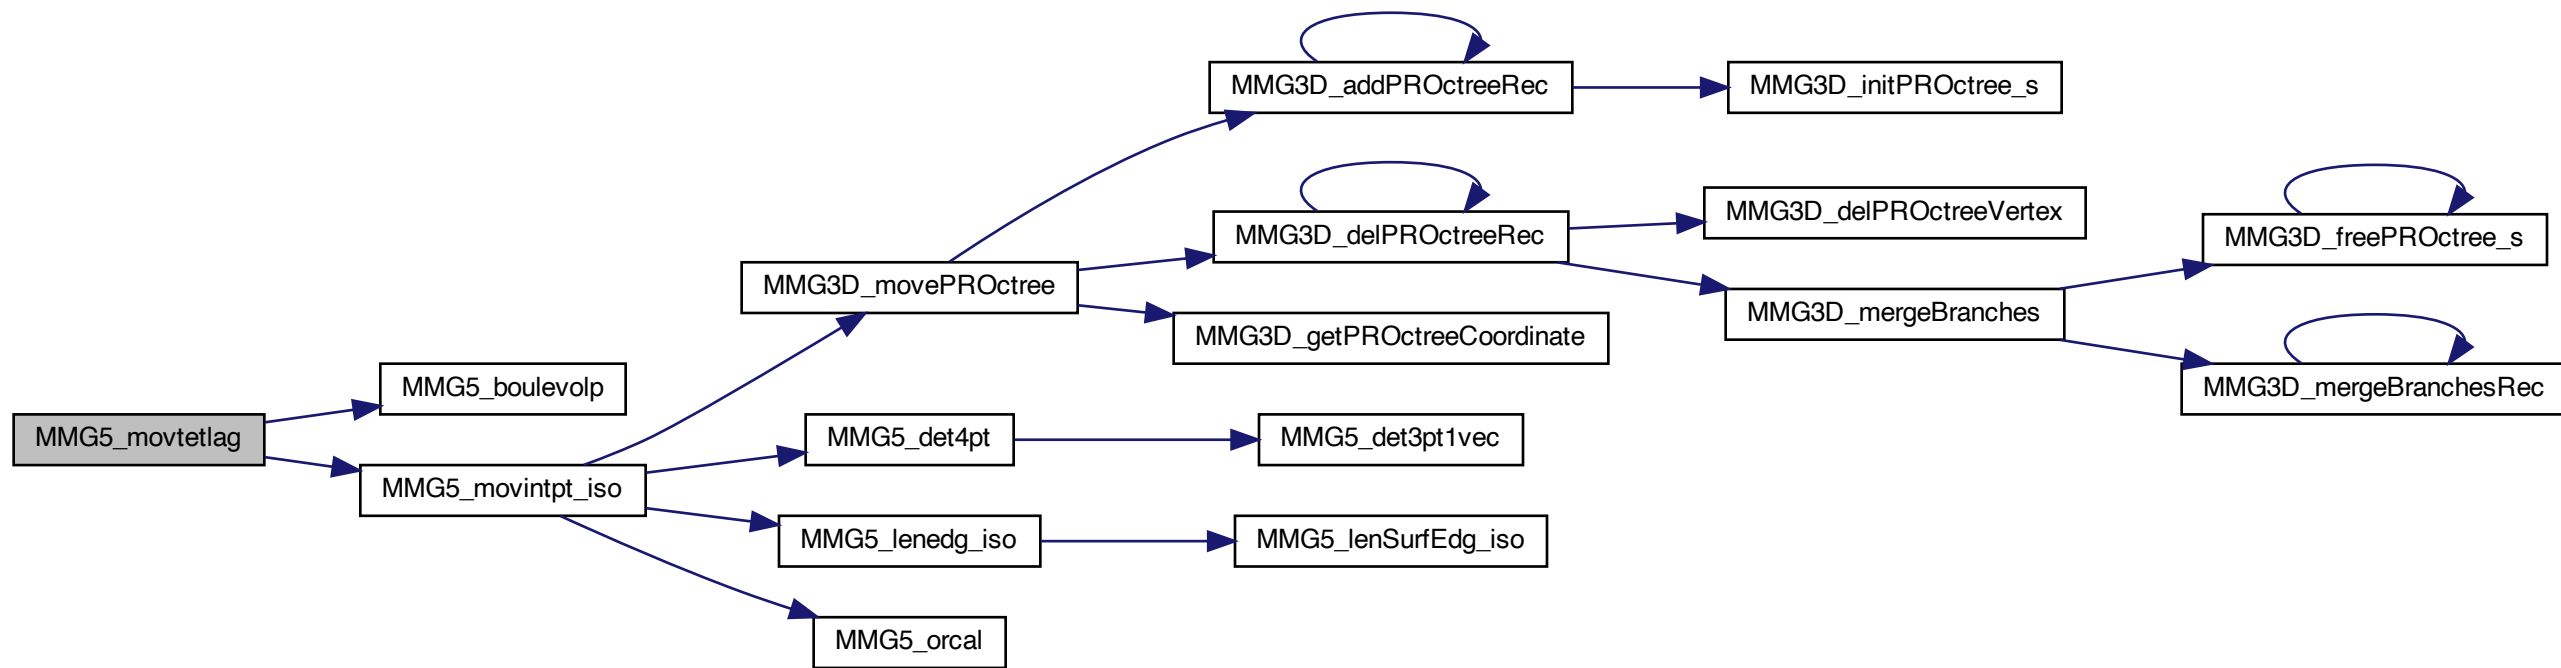 MMG5_movtetlag
MMG5_boulevolp
MMG5_movintpt_iso
MMG3D_movePROctree
MMG5_det4pt
MMG5_lenedg_iso
MMG5_orcal
MMG3D_addPROctreeRec
MMG3D_delPROctreeRec
MMG3D_getPROctreeCoordinate
MMG5_det3pt1vec
MMG5_lenSurfEdg_iso
MMG3D_initPROctree_s
MMG3D_delPROctreeVertex
MMG3D_mergeBranches
MMG3D_freePROctree_s
MMG3D_mergeBranchesRec